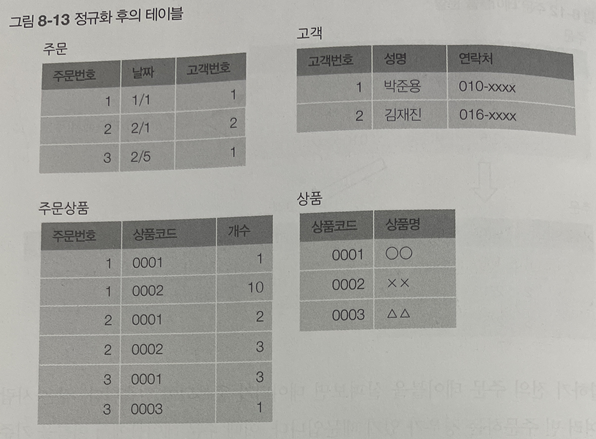 그림 8-13 정규화 후의 테이블
주문
주문번호 날짜 고객번호
1 1/1 1
2 2/1 2
3 2/5 1
고객
고객번호 성명 연락처
1 박준용 010-xxxx
2 김재진 016-xxxx
주문상품
주문번호 상품코드 개수
1 0001 1
1 0002 10
2 0001 2
2 0002 3
3 0001 3
3 0003 1
상품
상품코드 상품명
0001 ○○
0002 ××
0003 △△